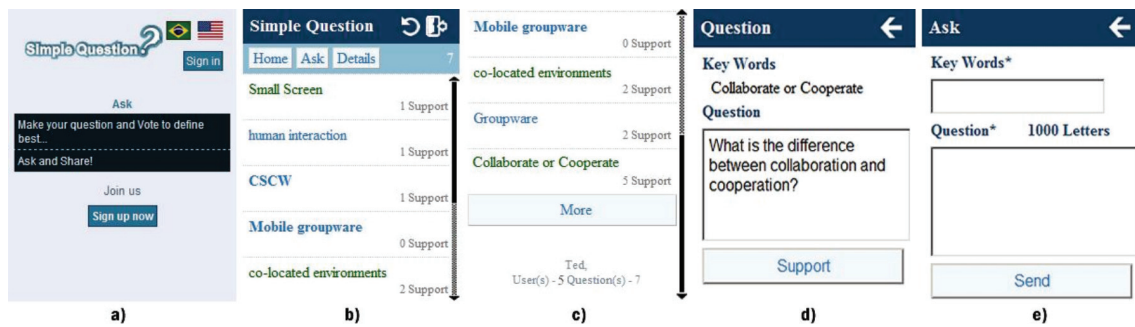 Simple Question
Sign in
Ask
Make your question and Vote to define
best...
Ask and Share!
Join us
Sign up now
a)
Simple Question
Home Ask Details 7
Small Screen
1 Support
human interaction
1 Support
CSCW
1 Support
Mobile groupware
0 Support
co-located environments
2 Support
b)
Mobile groupware
0 Support
co-located environments
2 Support
Groupware
2 Support
Collaborate or Cooperate
5 Support
More
Ted,
User(s) - 5 Question(s) - 7
c)
Question
Key Words
Collaborate or Cooperate
Question
What is the difference
between collaboration and
cooperation?
Support
d)
Ask
Key Words*
Question* 1000 Letters
Send
e)